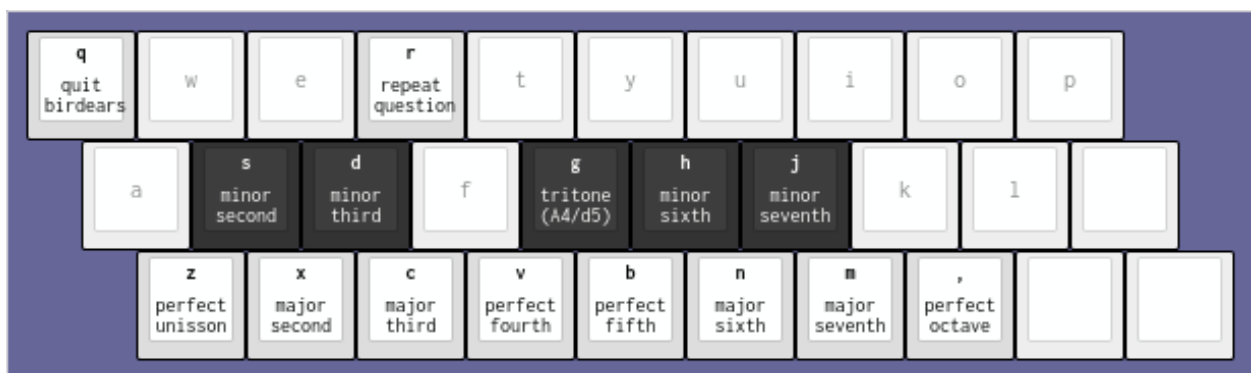 q quit birdears
w
e
r repeat question
t
y
u
i
o
p
a
s minor second
d minor third
f
g tritone (A4/d5)
h minor sixth
j minor seventh
k
l
z perfect unisson
x major second
c major third
v perfect fourth
b perfect fifth
n major sixth
m major seventh
, perfect octave